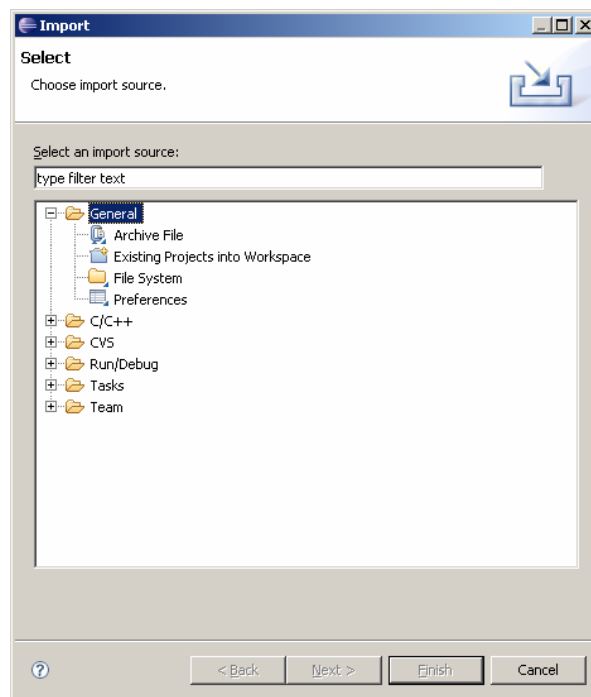 Import
Select
Choose import source.
Select an import source:
type filter text
General
Archive File
Existing Projects into Workspace
File System
Preferences
C/C++
CVS
Run/Debug
Tasks
Team
< Back
Next >
Finish
Cancel